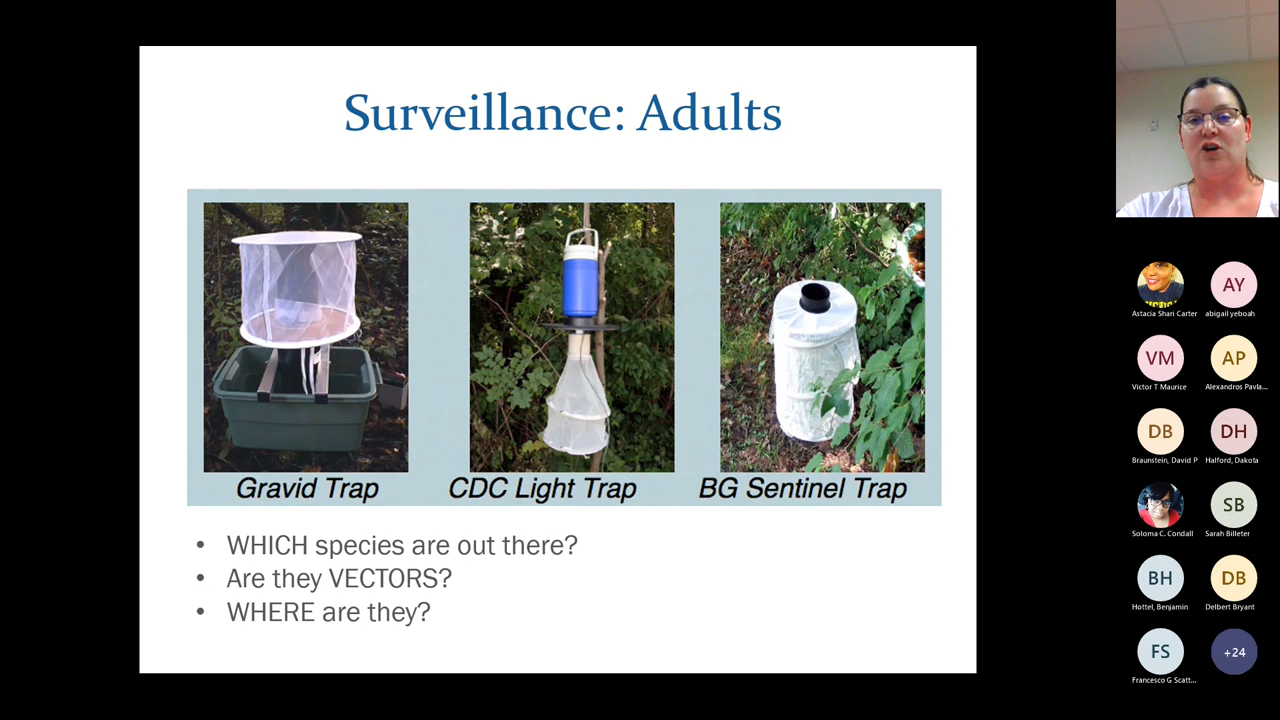 Surveillance: Adults
Gravid Trap
CDC Light Trap
BG Sentinel Trap
• WHICH species are out there?
• Are they VECTORS?
• WHERE are they?
Astacia Shari Carter
AY
abigail yeboah
VM
Victor T Maurice
AP
Alexandros Pavla...
DB
Braunstein, David P
DH
Halford, Dakota
Soloma C. Condall
SB
Sarah Billeter
BH
Hottel, Benjamin
DB
Delbert Bryant
FS
Francesco G Scatt...
+24